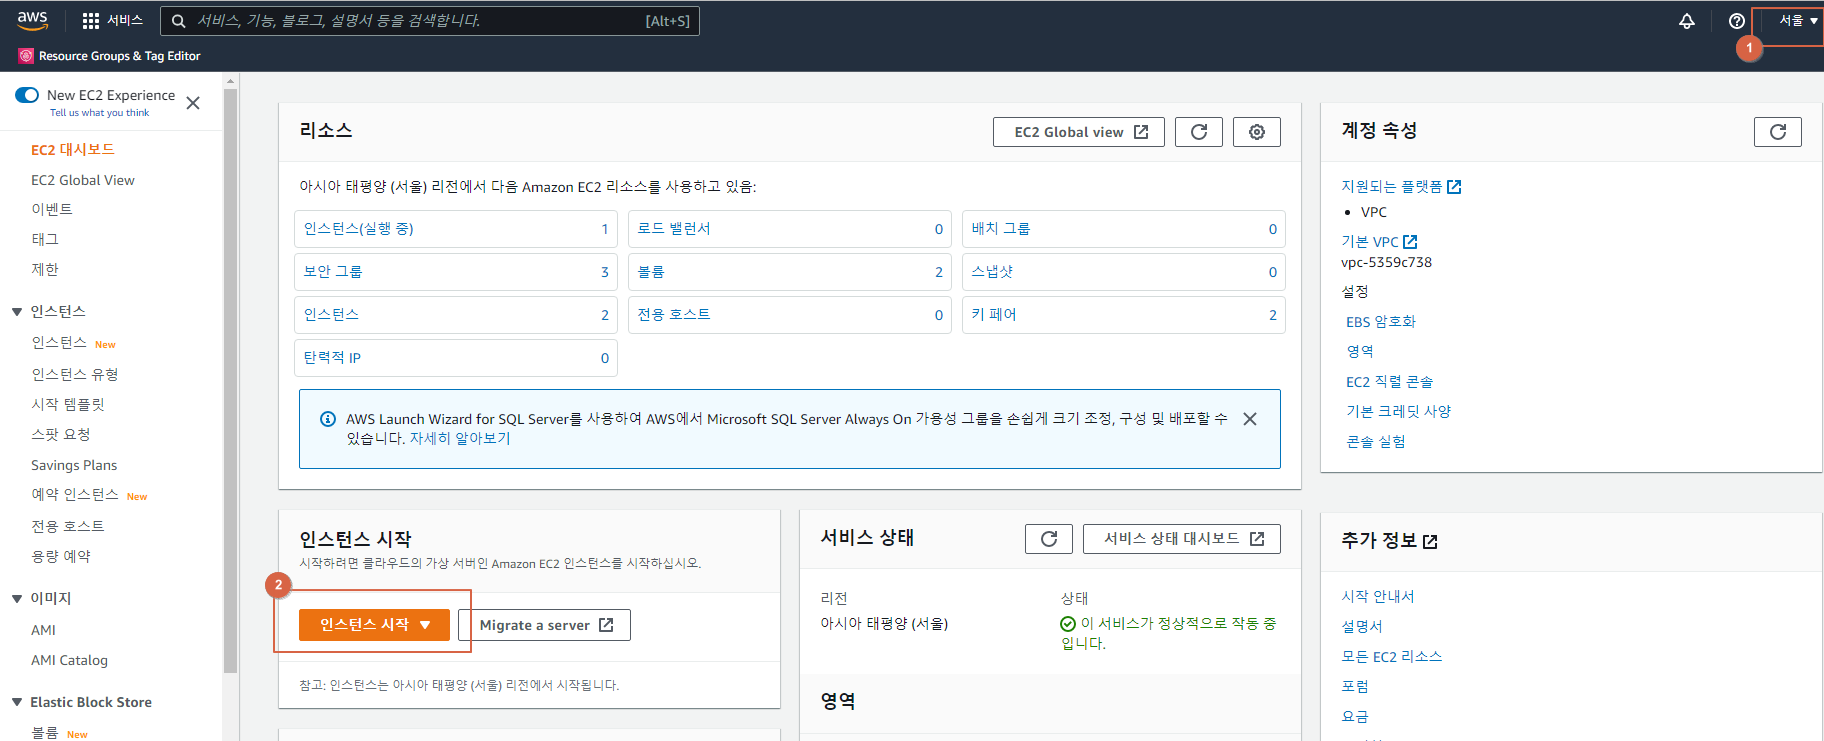 aws
서비스
서비스, 기능, 블로그, 설명서 등을 검색합니다.
[Alt+S]
서울
1
Resource Groups & Tag Editor
New EC2 Experience
Tell us what you think
EC2 대시보드
EC2 Global View
이벤트
태그
제한
인스턴스
인스턴스 New
인스턴스 유형
시작 템플릿
스팟 요청
Savings Plans
예약 인스턴스 New
전용 호스트
용량 예약
이미지
AMI
AMI Catalog
Elastic Block Store
볼륨 New
리소스
EC2 Global view
아시아 태평양 (서울) 리전에서 다음 Amazon EC2 리소스를 사용하고 있음:
인스턴스(실행 중) 1
로드 밸런서 0
배치 그룹 0
보안 그룹 3
볼륨 2
스냅샷 0
인스턴스 2
전용 호스트 0
키 페어 2
탄력적 IP 0
AWS Launch Wizard for SQL Server를 사용하여 AWS에서 Microsoft SQL Server Always On 가용성 그룹을 손쉽게 크기 조정, 구성 및 배포할 수
있습니다. 자세히 알아보기
인스턴스 시작
시작하려면 클라우드의 가상 서버인 Amazon EC2 인스턴스를 시작하십시오.
2
인스턴스 시작
Migrate a server
참고: 인스턴스는 아시아 태평양 (서울) 리전에서 시작됩니다.
서비스 상태
서비스 상태 대시보드
리전
아시아 태평양 (서울)
상태
이 서비스가 정상적으로 작동 중
입니다.
영역
계정 속성
지원되는 플랫폼
VPC
기본 VPC
vpc-5359c738
설정
EBS 암호화
영역
EC2 직렬 콘솔
기본 크레딧 사양
콘솔 실험
추가 정보
시작 안내서
설명서
모든 EC2 리소스
포럼
요금